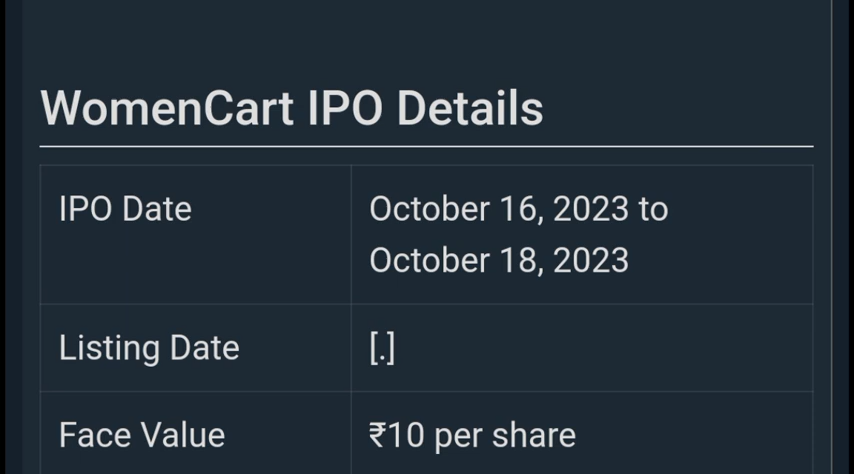 WomenCart IPO Details
IPO Date
October 16, 2023 to
October 18, 2023
Listing Date
[.]
Face Value
₹10 per share